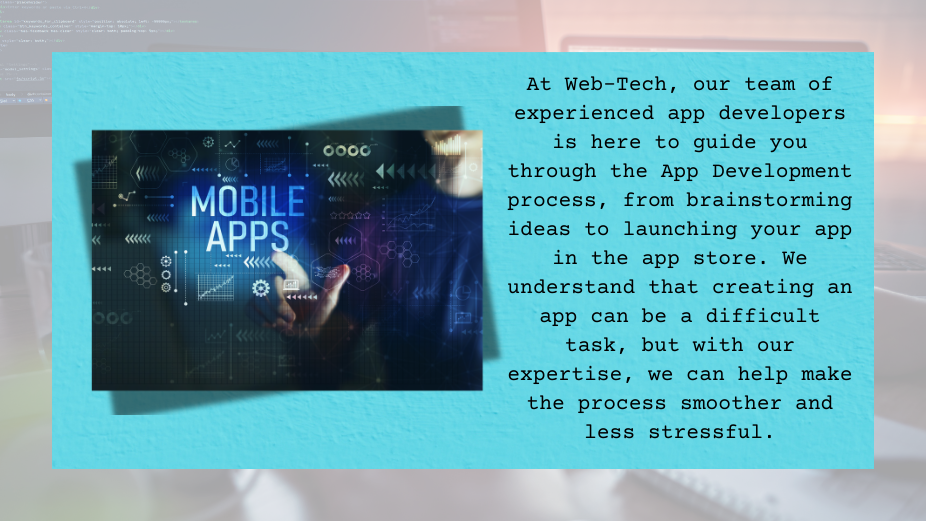 MOBILE
APPS
At Web-Tech, our team of
experienced app developers
is here to guide you
through the App Development
process, from brainstorming
ideas to launching your app
in the app store. We
understand that creating an
app can be a difficult
task, but with our
expertise, we can help make
the process smoother and
less stressful.